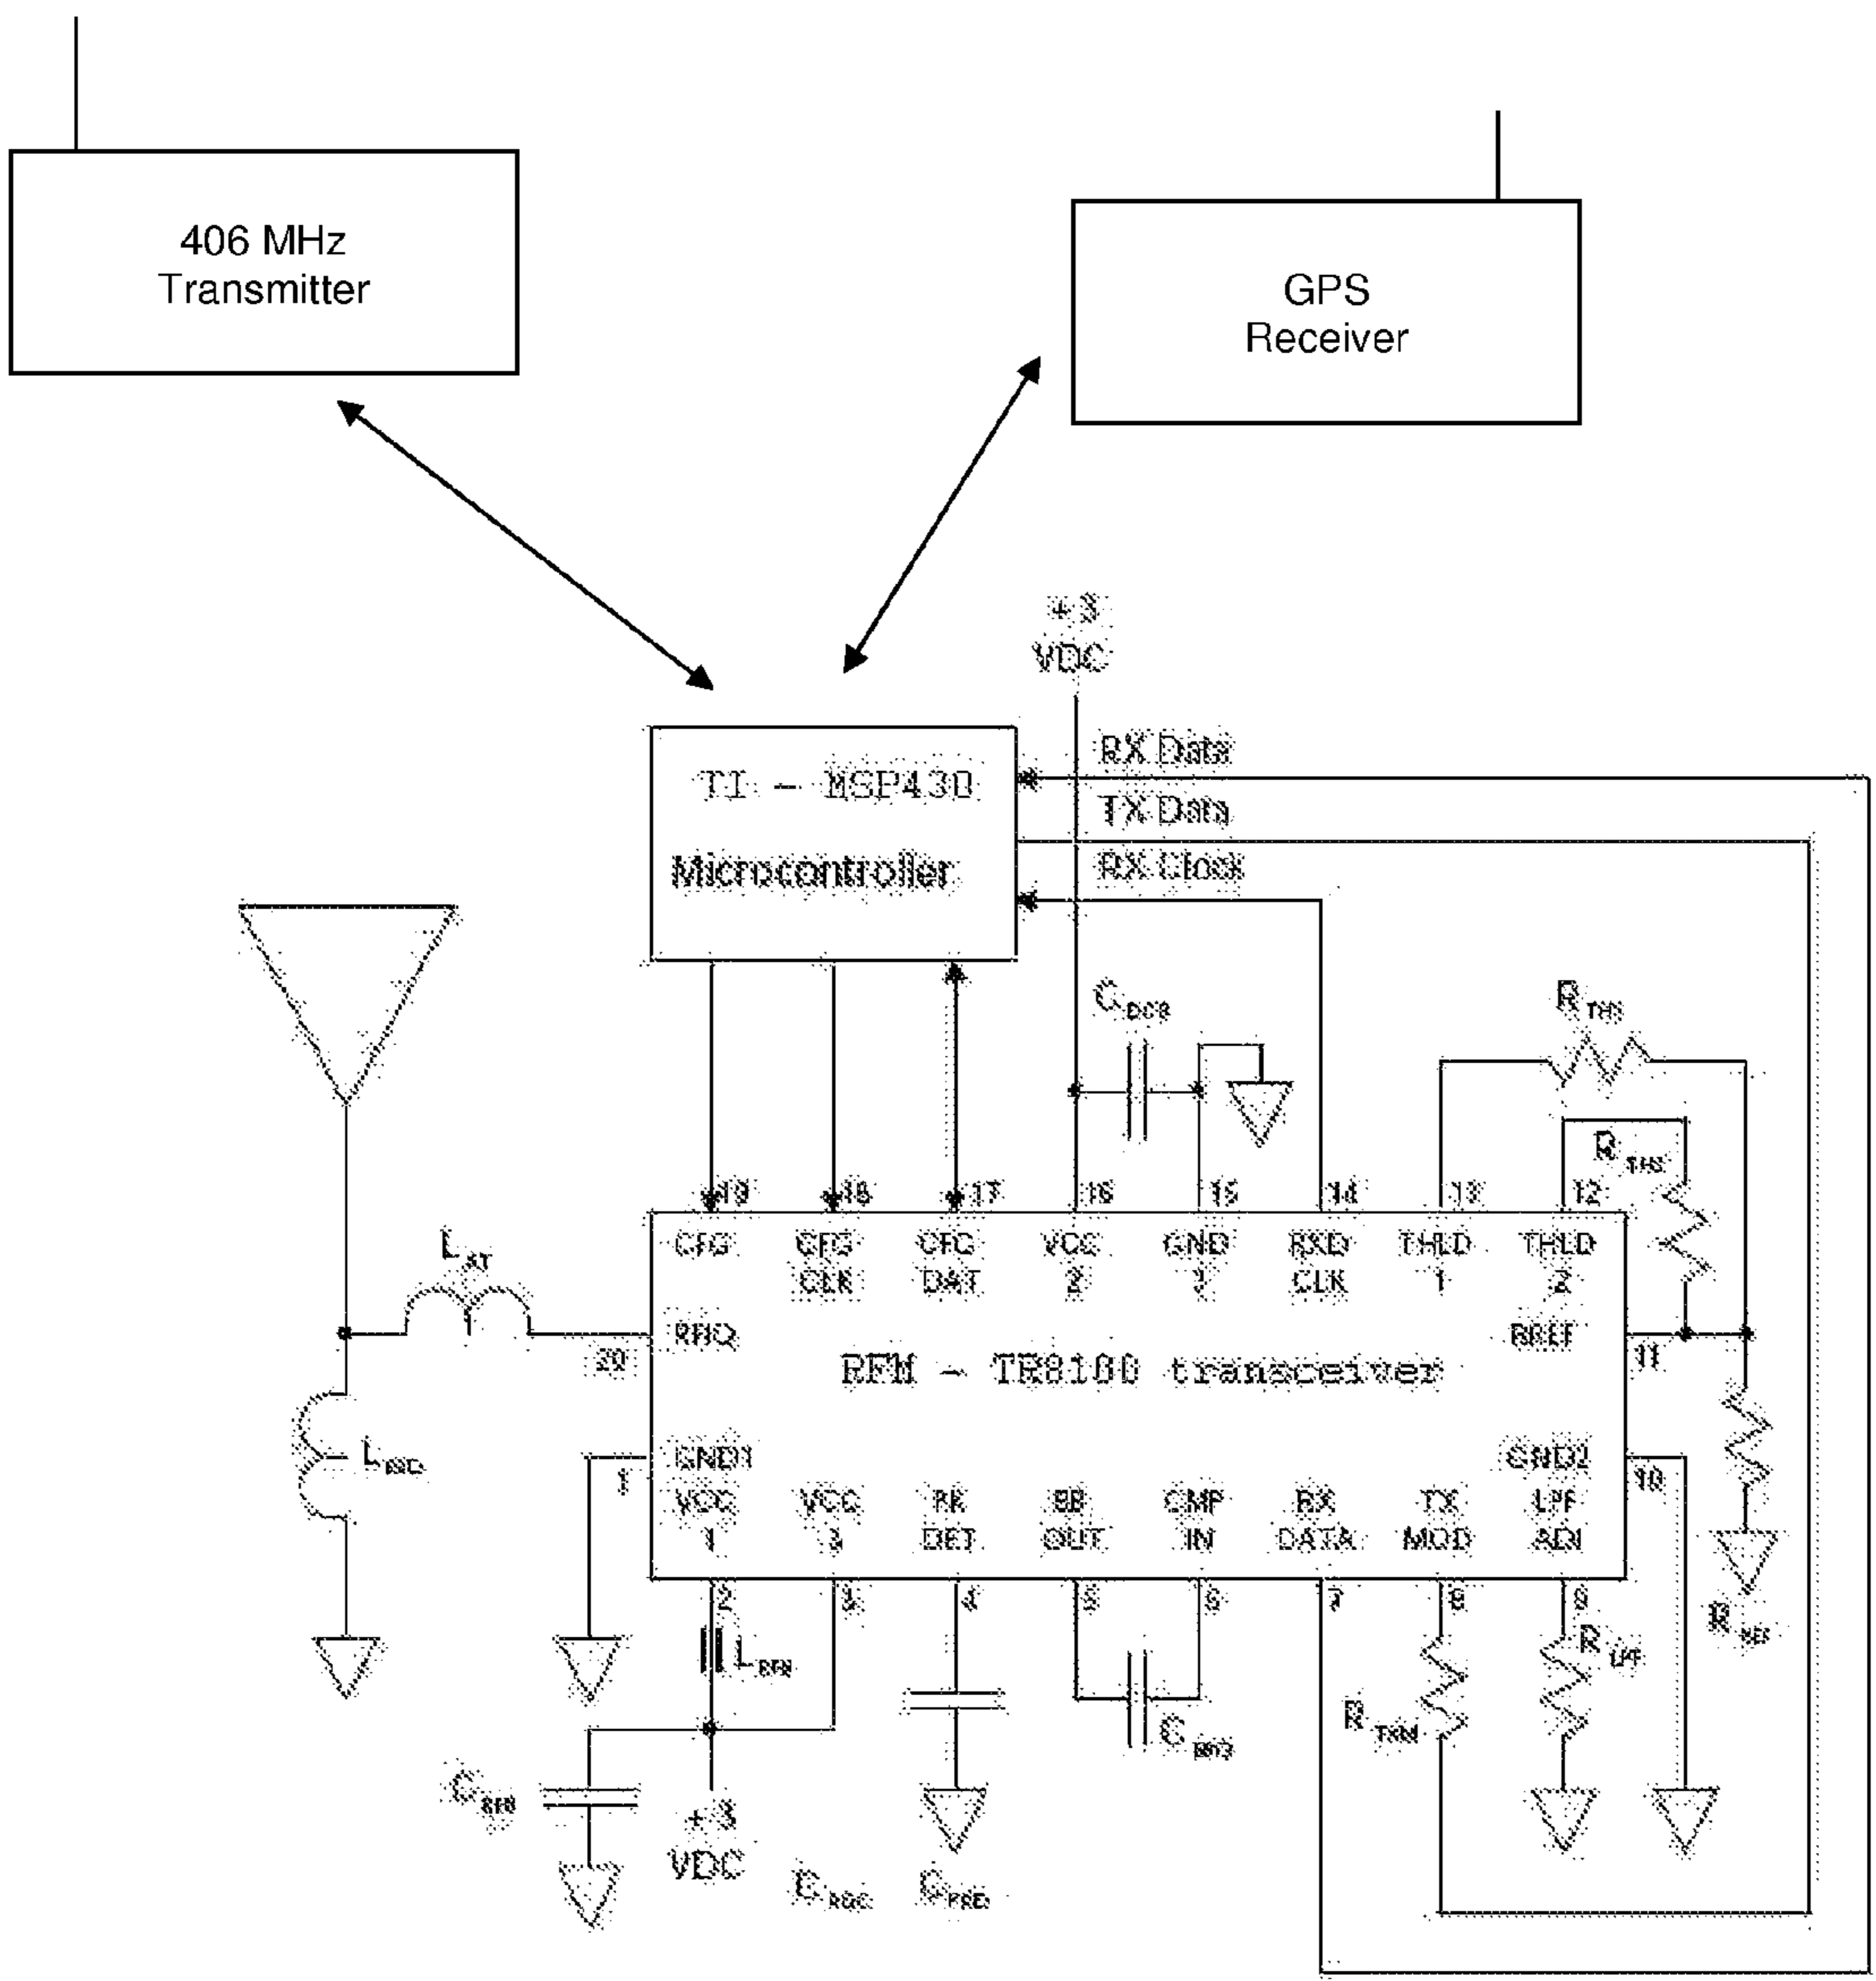 406 MHz
Transmitter
GPS
Receiver
+3
VDC
RX Data
TI - MSP430
TX Data
Microcontroller
RX Clock
C DCB
R TH1
R TH2
19
18
17
16
15
14
13
12
CFG
CFG
CLK
CFG
DAT
VCC
2
GND
3
RXD
CLK
THLD
1
THLD
2
L AT
RFIO
20
RREF
11
RFM - TR8100 transceiver
L ESD
GND1
1
GND2
10
VCC
1
VCC
3
PK
DET
BB
OUT
CMP
IN
RX
DATA
TX
MOD
LPF
ADJ
2
3
4
5
6
7
8
9
L RFB
R LPF
R REF
R TXM
C BBO
C RFB
+3
VDC
C
C